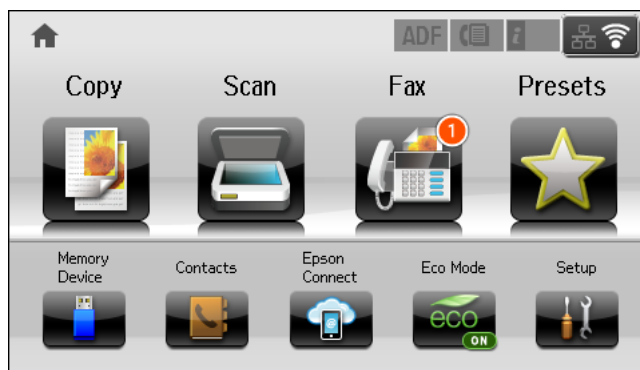 ADF i
Copy Scan Fax Presets
1
Memory Device Contacts Epson Connect Eco Mode Setup
@
eco
ON